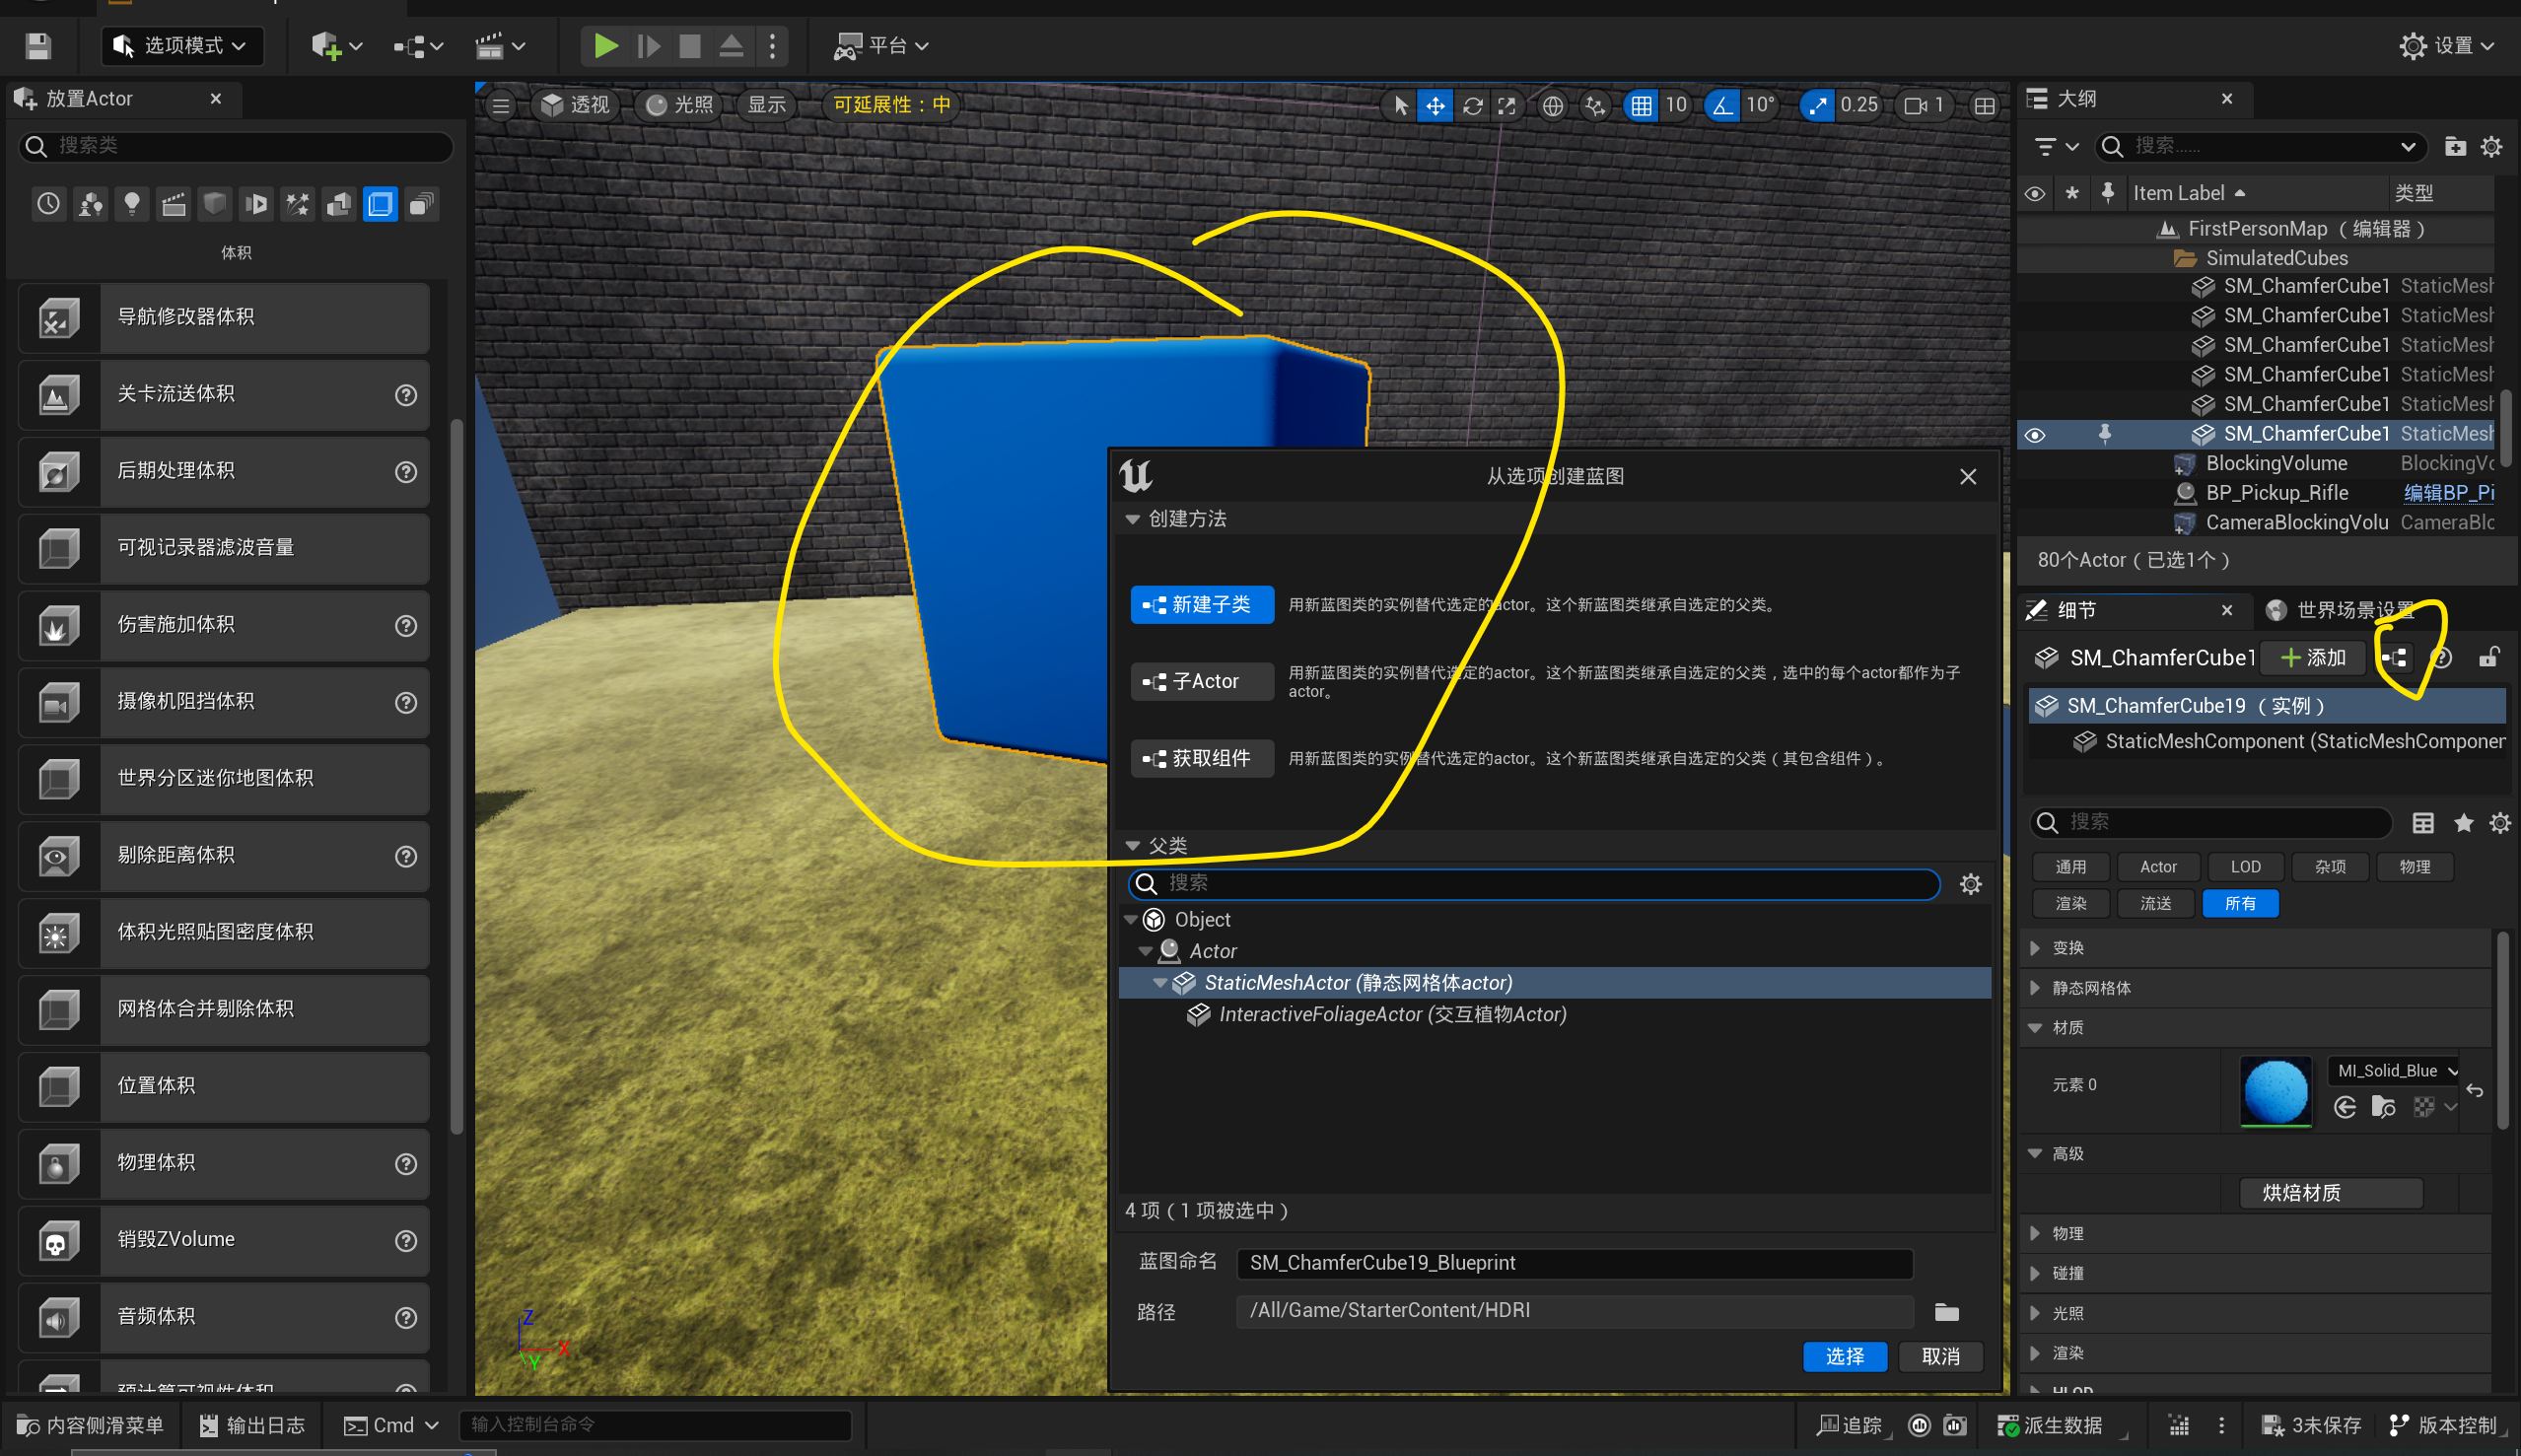 选项模式
平台
设置
放置Actor
搜索类
体积
导航修改器体积
关卡流送体积
后期处理体积
可视记录器滤波音量
伤害施加体积
摄像机阻挡体积
世界分区迷你地图体积
剔除距离体积
体积光照贴图密度体积
网格体合并剔除体积
位置体积
物理体积
销毁ZVolume
音频体积
预计算可视性体积
透视
光照
显示
可延展性：中
10
10°
0.25
1
Z
X
Y
从选项创建蓝图
创建方法
新建子类
用新蓝图类的实例替代选定的actor。这个新蓝图类继承自选定的父类。
子Actor
用新蓝图类的实例替代选定的actor。这个新蓝图类继承自选定的父类，选中的每个actor都作为子
actor。
获取组件
用新蓝图类的实例替代选定的actor。这个新蓝图类继承自选定的父类（其包含组件）。
父类
搜索
Object
Actor
StaticMeshActor (静态网格体actor)
InteractiveFoliageActor (交互植物Actor)
4 项（1 项被选中）
蓝图命名
SM_ChamferCube19_Blueprint
路径
/All/Game/StarterContent/HDRI
选择
取消
大纲
搜索......
Item Label
类型
FirstPersonMap （编辑器）
SimulatedCubes
SM_ChamferCube1 StaticMesh
SM_ChamferCube1 StaticMesh
SM_ChamferCube1 StaticMesh
SM_ChamferCube1 StaticMesh
SM_ChamferCube1 StaticMesh
SM_ChamferCube1 StaticMesh
BlockingVolume BlockingVo
BP_Pickup_Rifle 编辑BP_Pi
CameraBlockingVolu CameraBlo
80个Actor（已选1个）
细节
世界场景设置
SM_ChamferCube1
添加
SM_ChamferCube19 （实例）
StaticMeshComponent (StaticMeshComponen
搜索
通用
Actor
LOD
杂项
物理
渲染
流送
所有
变换
静态网格体
材质
元素 0
MI_Solid_Blue
高级
烘焙材质
物理
碰撞
光照
渲染
HLOD
内容侧滑菜单
输出日志
Cmd
输入控制台命令
追踪
派生数据
3未保存
版本控制